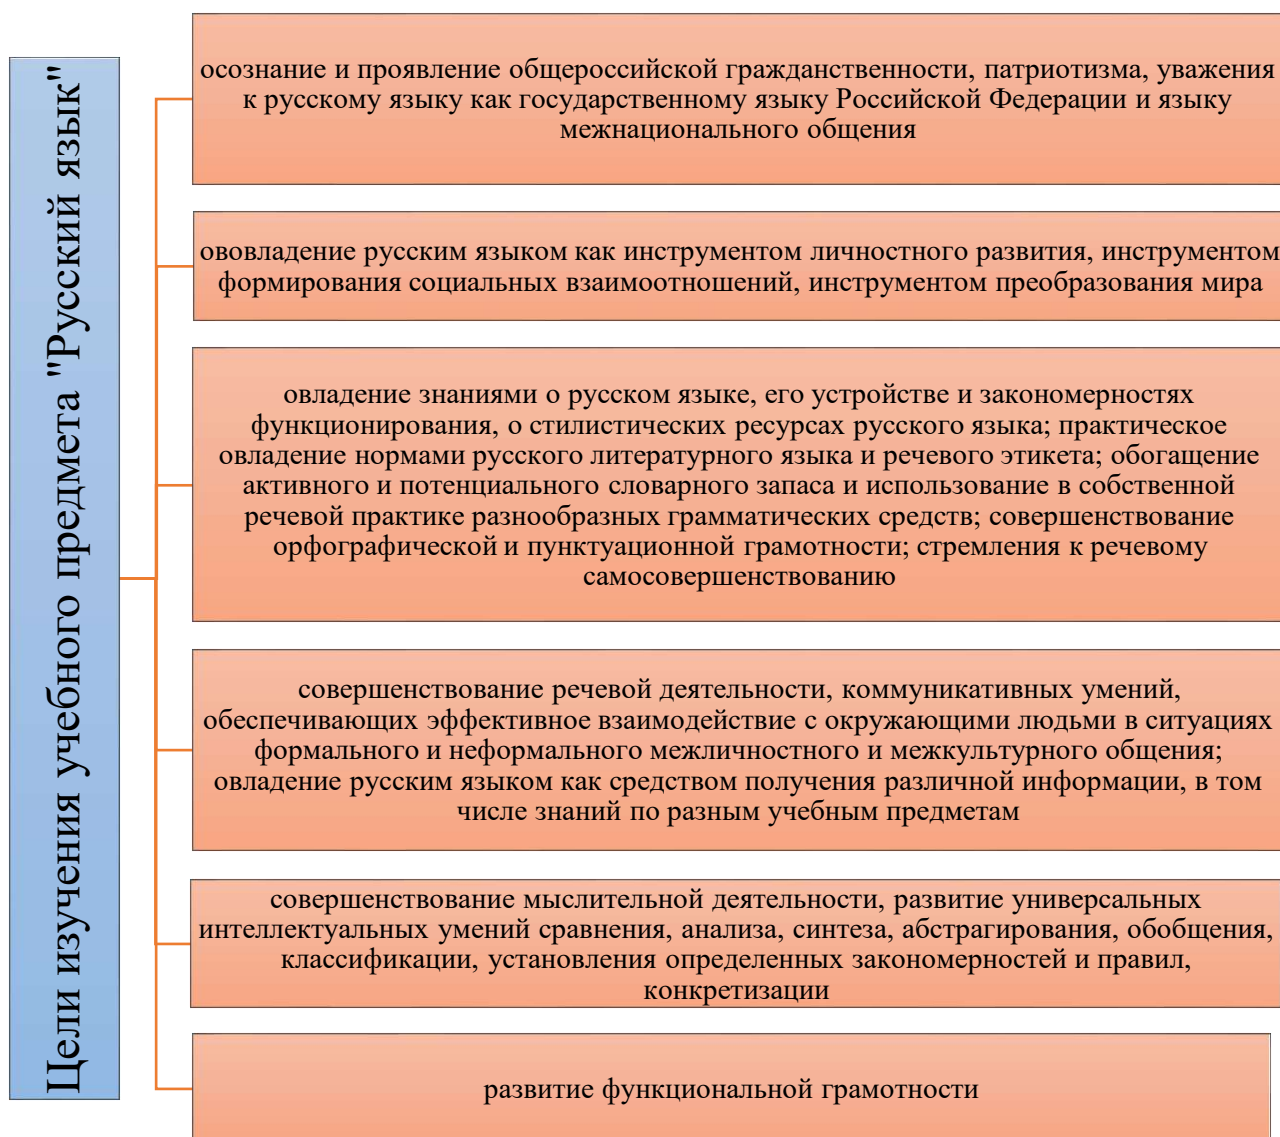 Цели изучения учебного предмета "Русский язык"
осознание и проявление общероссийской гражданственности, патриотизма, уважения
к русскому языку как государственному языку Российской Федерации и языку
межнационального общения
ововладение русским языком как инструментом личностного развития, инструментом
формирования социальных взаимоотношений, инструментом преобразования мира
овладение знаниями о русском языке, его устройстве и закономерностях
функционирования, о стилистических ресурсах русского языка; практическое
овладение нормами русского литературного языка и речевого этикета; обогащение
активного и потенциального словарного запаса и использование в собственной
речевой практике разнообразных грамматических средств; совершенствование
орфографической и пунктуационной грамотности; стремления к речевому
самосовершенствованию
совершенствование речевой деятельности, коммуникативных умений,
обеспечивающих эффективное взаимодействие с окружающими людьми в ситуациях
формального и неформального межличностного и межкультурного общения;
овладение русским языком как средством получения различной информации, в том
числе знаний по разным учебным предметам
совершенствование мыслительной деятельности, развитие универсальных
интеллектуальных умений сравнения, анализа, синтеза, абстрагирования, обобщения,
классификации, установления определенных закономерностей и правил,
конкретизации
развитие функциональной грамотности